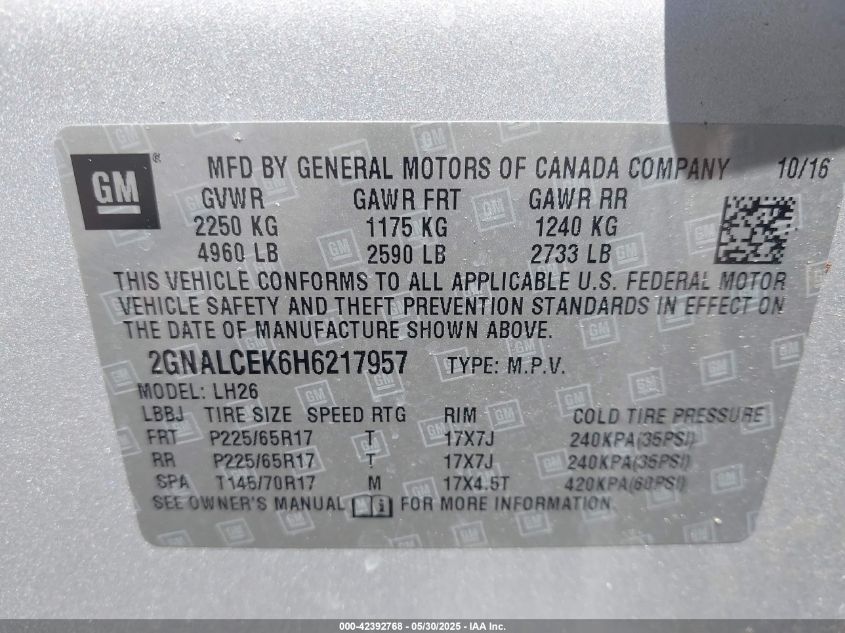 GM ® MFD BY GENERAL MOTORS OF CANADA COMPANY 10/16
GVWR GAWR FRT GAWR RR
2250 KG 1175 KG 1240 KG
4960 LB 2590 LB 2733 LB
THIS VEHICLE CONFORMS TO ALL APPLICABLE U.S. FEDERAL MOTOR
VEHICLE SAFETY AND THEFT PREVENTION STANDARDS IN EFFECT ON
THE DATE OF MANUFACTURE SHOWN ABOVE.
2GNALCEK6H6217957 TYPE: M.P.V.
MODEL: LH26
LBBJ TIRE SIZE SPEED RTG RIM COLD TIRE PRESSURE
FRT P225/65R17 T 17X7J 240KPA(35PSI)
RR P225/65R17 T 17X7J 240KPA(35PSI)
SPA T145/70R17 M 17X4.5T 420KPA(60PSI)
SEE OWNER'S MANUAL FOR MORE INFORMATION.
000-42392768 - 05/30/2025 - IAA Inc.